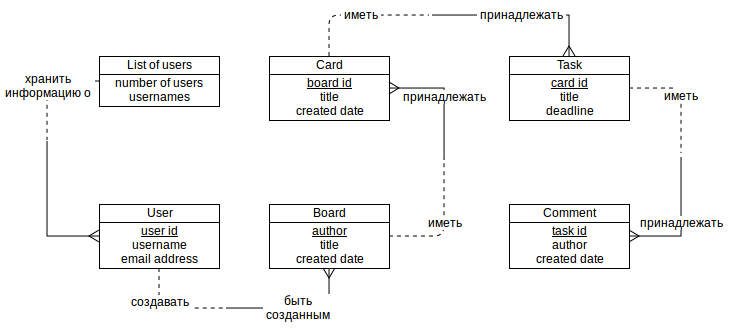 иметь
принадлежать
List of users
number of users
usernames
хранить
информацию о
Card
board id
title
created date
принадлежать
Task
card id
title
deadline
иметь
User
user id
username
email address
Board
author
title
created date
иметь
Comment
task id
author
created date
принадлежать
создавать
быть
созданным